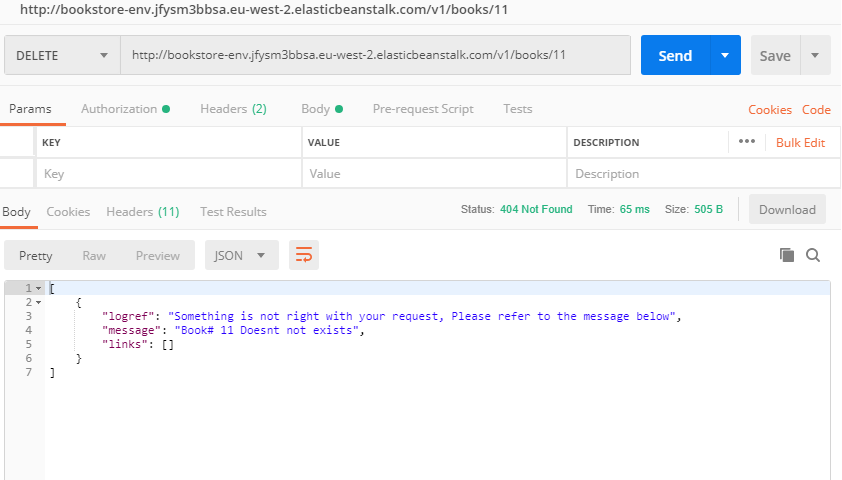 http://bookstore-env.jfysm3bbsa.eu-west-2.elasticbeanstalk.com/v1/books/11
DELETE http://bookstore-env.jfysm3bbsa.eu-west-2.elasticbeanstalk.com/v1/books/11 Send Save
Params Authorization Headers (2) Body Pre-request Script Tests Cookies Code
KEY VALUE DESCRIPTION ••• Bulk Edit
Key Value Description
Body Cookies Headers (11) Test Results Status: 404 Not Found Time: 65 ms Size: 505 B Download
Pretty Raw Preview JSON
1 [
2 {
3 "logref": "Something is not right with your request, Please refer to the message below",
4 "message": "Book# 11 Doesnt not exists",
5 "links": []
6 }
7 ]